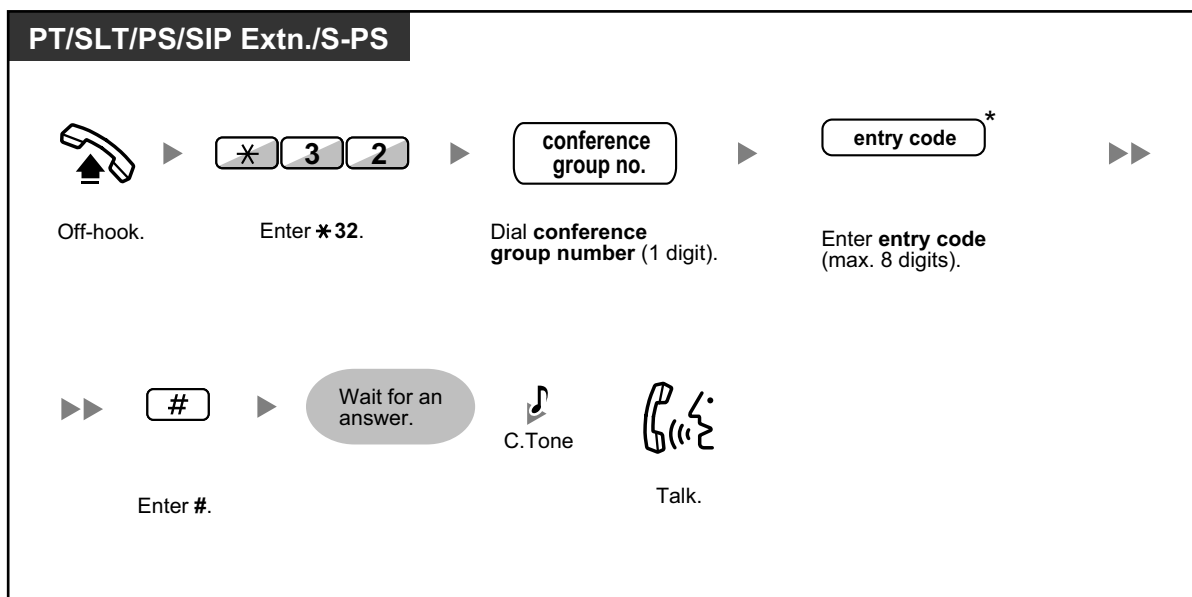 PT/SLT/PS/SIP Extn./S-PS
* 3 2
conference
group no.
entry code*
Off-hook.
Enter *32.
Dial conference
group number (1 digit).
Enter entry code
(max. 8 digits).
#
Wait for an
answer.
C.Tone
Enter #.
Talk.